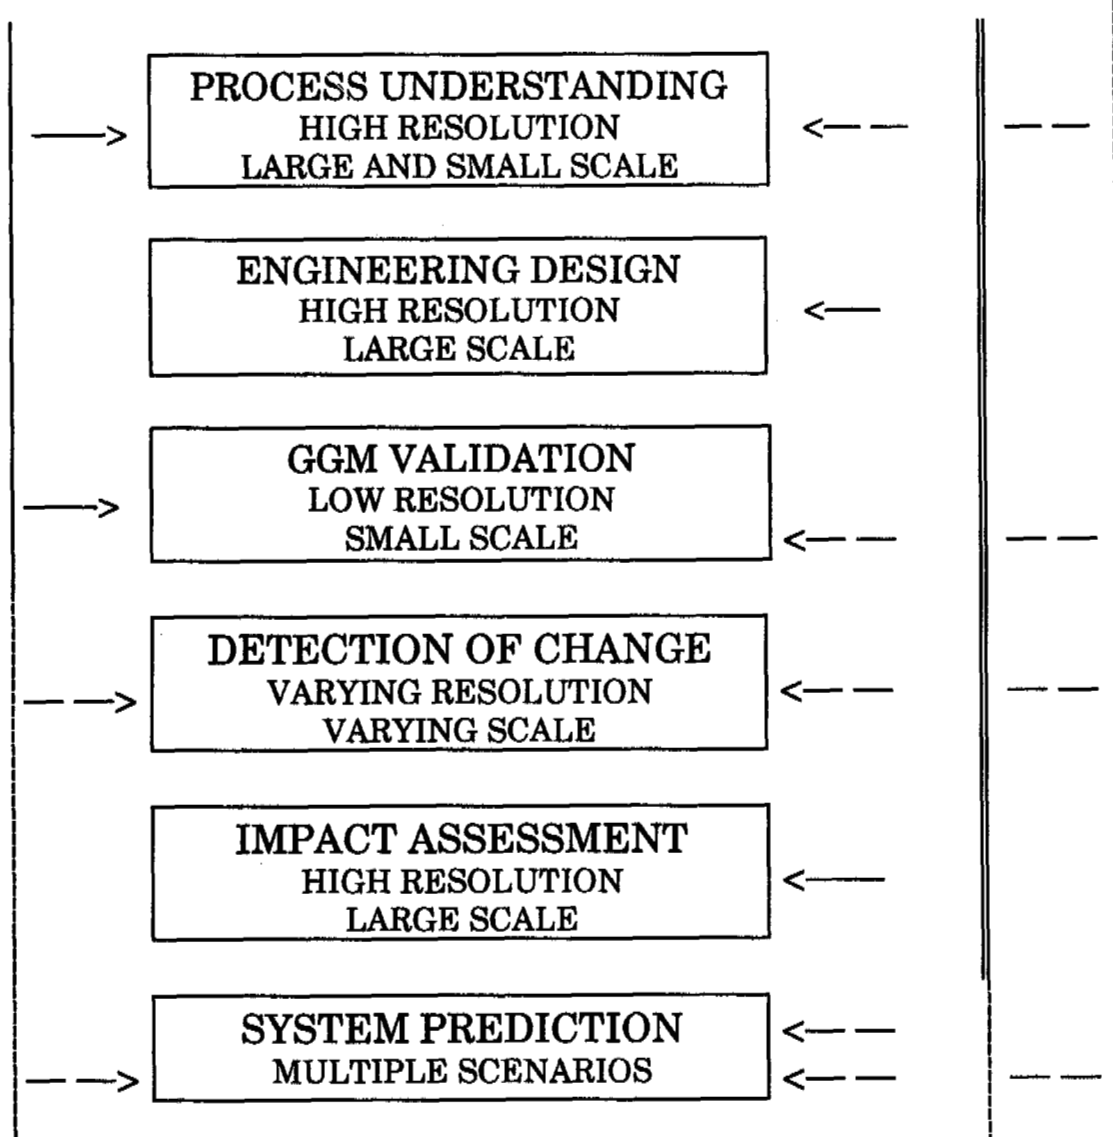 PROCESS UNDERSTANDING
HIGH RESOLUTION
LARGE AND SMALL SCALE
ENGINEERING DESIGN
HIGH RESOLUTION
LARGE SCALE
GGM VALIDATION
LOW RESOLUTION
SMALL SCALE
DETECTION OF CHANGE
VARYING RESOLUTION
VARYING SCALE
IMPACT ASSESSMENT
HIGH RESOLUTION
LARGE SCALE
SYSTEM PREDICTION
MULTIPLE SCENARIOS